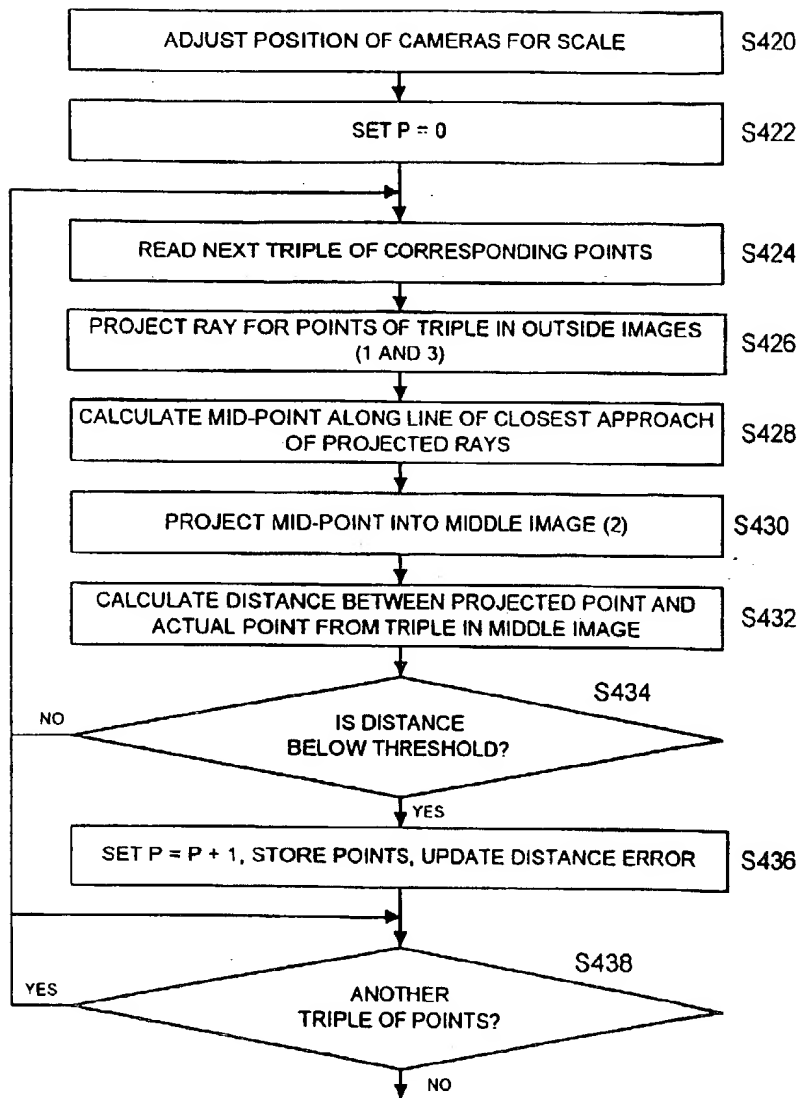 ADJUST POSITION OF CAMERAS FOR SCALE
S420
SET P = 0
S422
READ NEXT TRIPLE OF CORRESPONDING POINTS
S424
PROJECT RAY FOR POINTS OF TRIPLE IN OUTSIDE IMAGES
(1 AND 3)
S426
CALCULATE MID-POINT ALONG LINE OF CLOSEST APPROACH
OF PROJECTED RAYS
S428
PROJECT MID-POINT INTO MIDDLE IMAGE (2)
S430
CALCULATE DISTANCE BETWEEN PROJECTED POINT AND
ACTUAL POINT FROM TRIPLE IN MIDDLE IMAGE
S432
S434
NO
IS DISTANCE
BELOW THRESHOLD?
YES
SET P = P + 1, STORE POINTS, UPDATE DISTANCE ERROR
S436
S438
YES
ANOTHER
TRIPLE OF POINTS?
NO